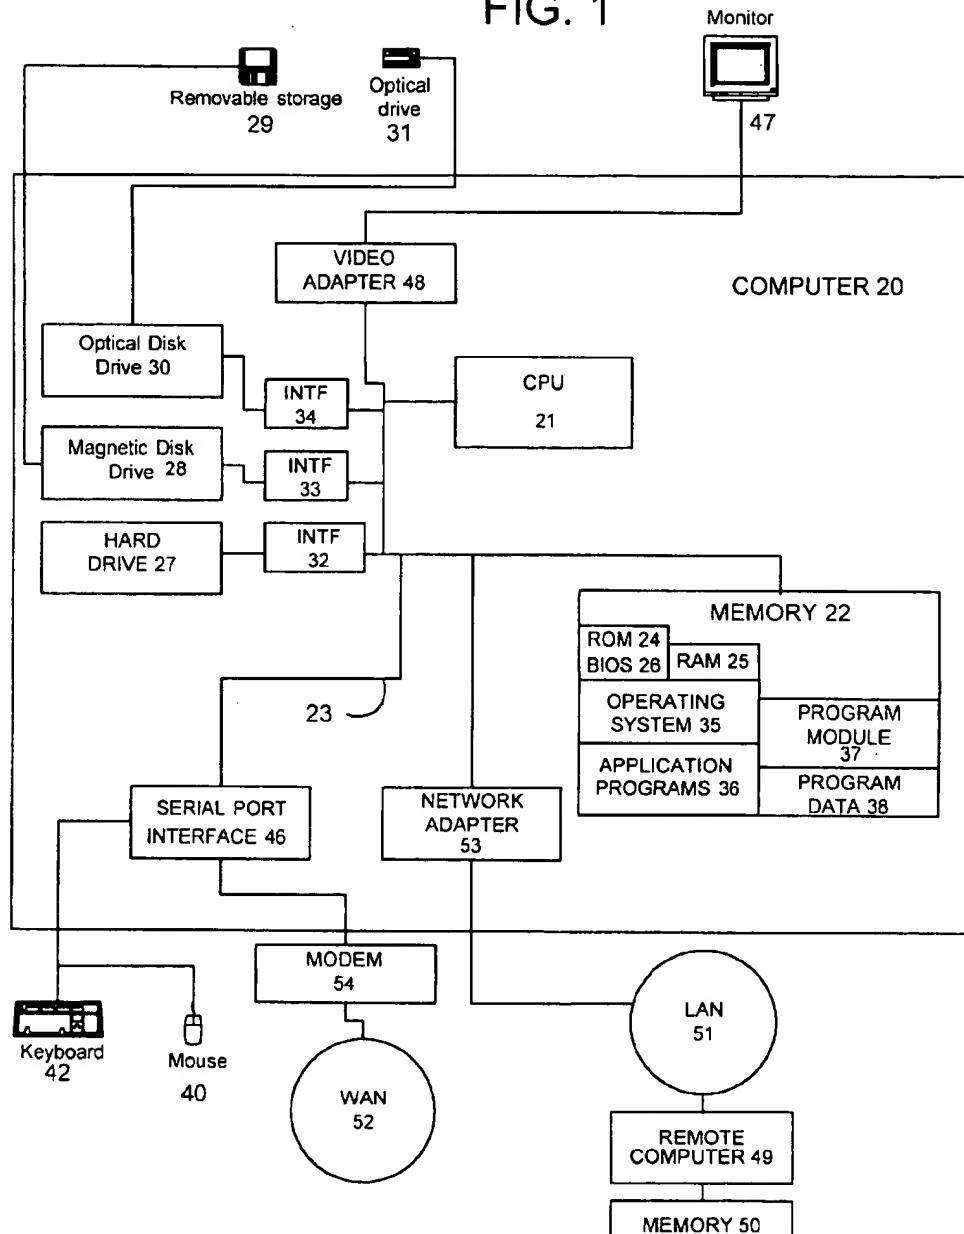 FIG. 1
Monitor
47
Removable storage
29
Optical
drive
31
VIDEO
ADAPTER 48
COMPUTER 20
Optical Disk
Drive 30
INTF
34
CPU
21
Magnetic Disk
Drive 28
INTF
33
HARD
DRIVE 27
INTF
32
MEMORY 22
ROM 24
BIOS 26
RAM 25
OPERATING
SYSTEM 35
PROGRAM
MODULE
37
APPLICATION
PROGRAMS 36
PROGRAM
DATA 38
23
SERIAL PORT
INTERFACE 46
NETWORK
ADAPTER
53
MODEM
54
LAN
51
Keyboard
42
Mouse
40
WAN
52
REMOTE
COMPUTER 49
MEMORY 50